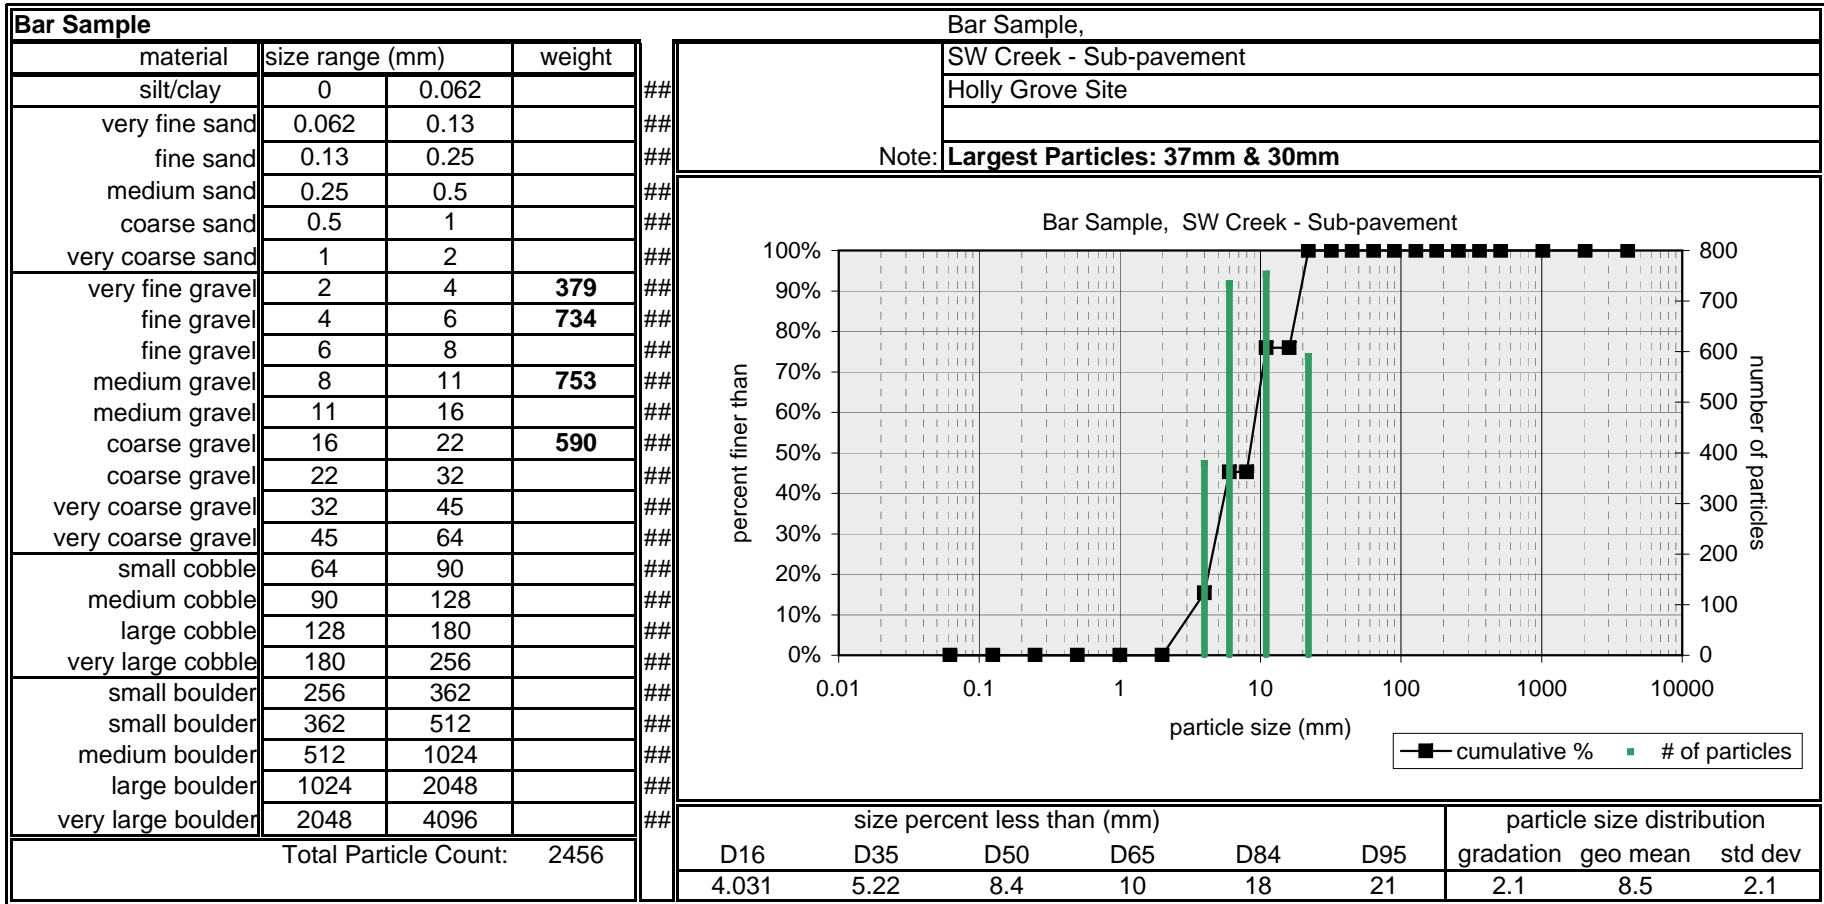 Bar Sample
Bar Sample,
material size range (mm) weight
SW Creek - Sub-pavement
silt/clay 0 0.062 ##
Holly Grove Site
very fine sand 0.062 0.13 ##
fine sand 0.13 0.25 ##
Note: Largest Particles: 37mm & 30mm
medium sand 0.25 0.5 ##
coarse sand 0.5 1 ##
very coarse sand 1 2 ##
very fine gravel 2 4 379 ##
fine gravel 4 6 734 ##
fine gravel 6 8 ##
medium gravel 8 11 753 ##
medium gravel 11 16 ##
coarse gravel 16 22 590 ##
coarse gravel 22 32 ##
very coarse gravel 32 45 ##
very coarse gravel 45 64 ##
small cobble 64 90 ##
medium cobble 90 128 ##
large cobble 128 180 ##
very large cobble 180 256 ##
small boulder 256 362 ##
small boulder 362 512 ##
medium boulder 512 1024 ##
large boulder 1024 2048 ##
very large boulder 2048 4096 ##
Total Particle Count: 2456
Bar Sample, SW Creek - Sub-pavement
percent finer than
100%
90%
80%
70%
60%
50%
40%
30%
20%
10%
0%
800
700
600
500
400
300
200
100
0
number of particles
0.01 0.1 1 10 100 1000 10000
particle size (mm)
cumulative % # of particles
size percent less than (mm) particle size distribution
D16 D35 D50 D65 D84 D95 gradation geo mean std dev
4.031 5.22 8.4 10 18 21 2.1 8.5 2.1